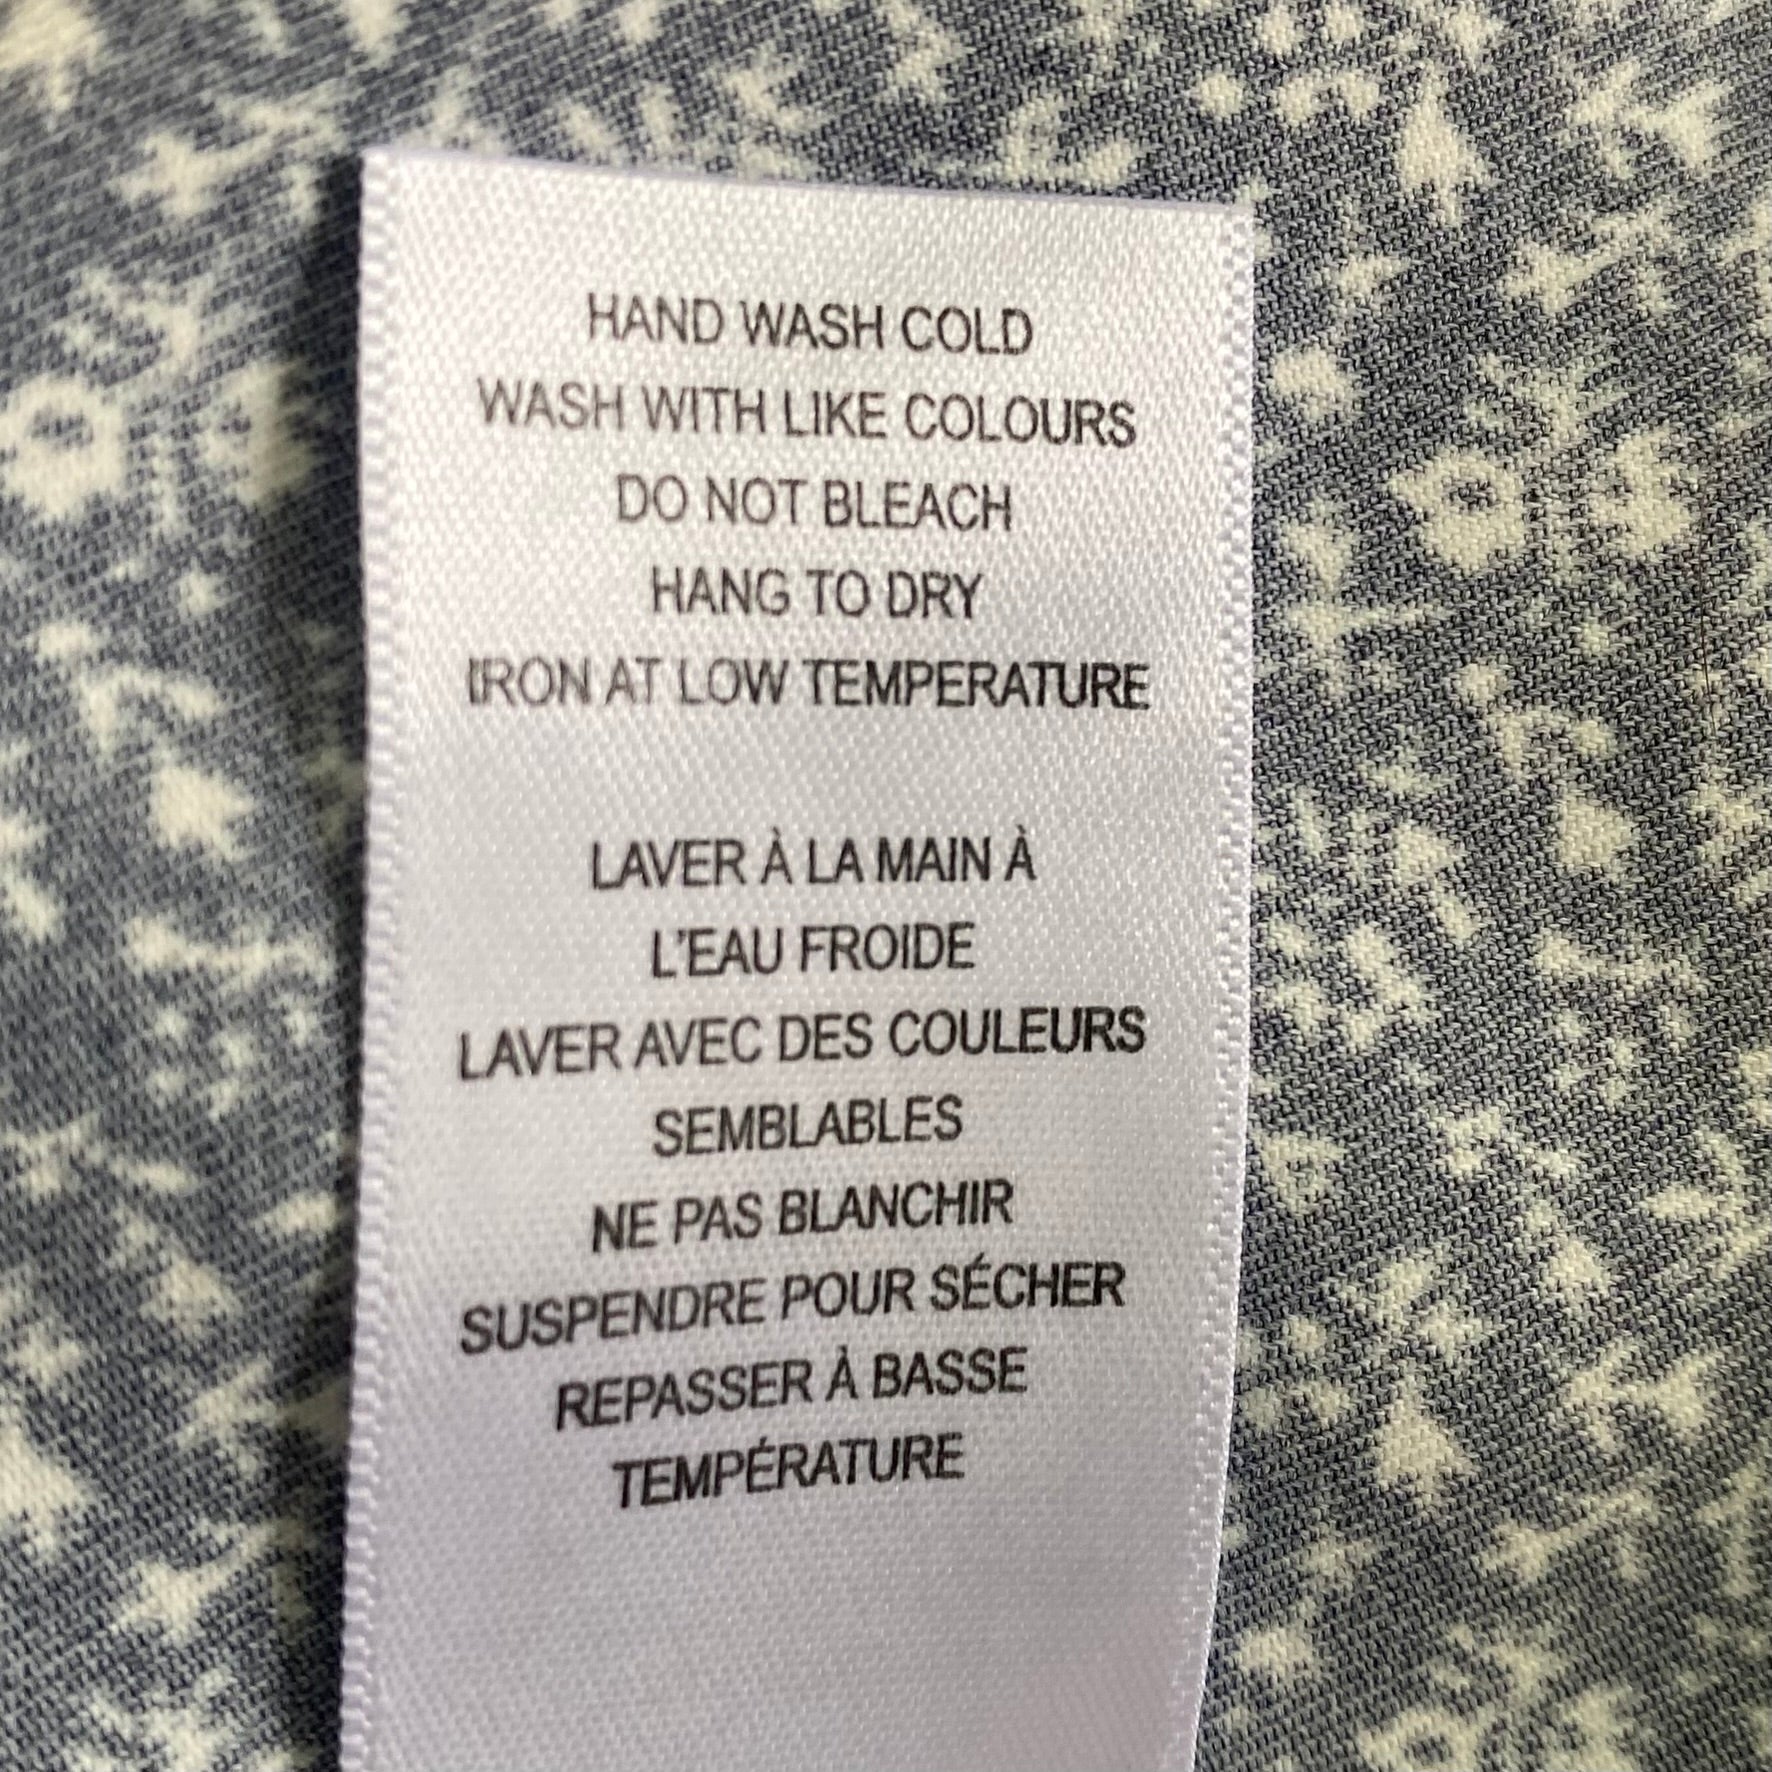 HAND WASH COLD
WASH WITH LIKE COLOURS
DO NOT BLEACH
HANG TO DRY
IRON AT LOW TEMPERATURE
LAVER À LA MAIN À
L'EAU FROIDE
LAVER AVEC DES COULEURS
SEMBLABLES
NE PAS BLANCHIR
SUSPENDRE POUR SÉCHER
REPASSER À BASSE
TEMPÉRATURE